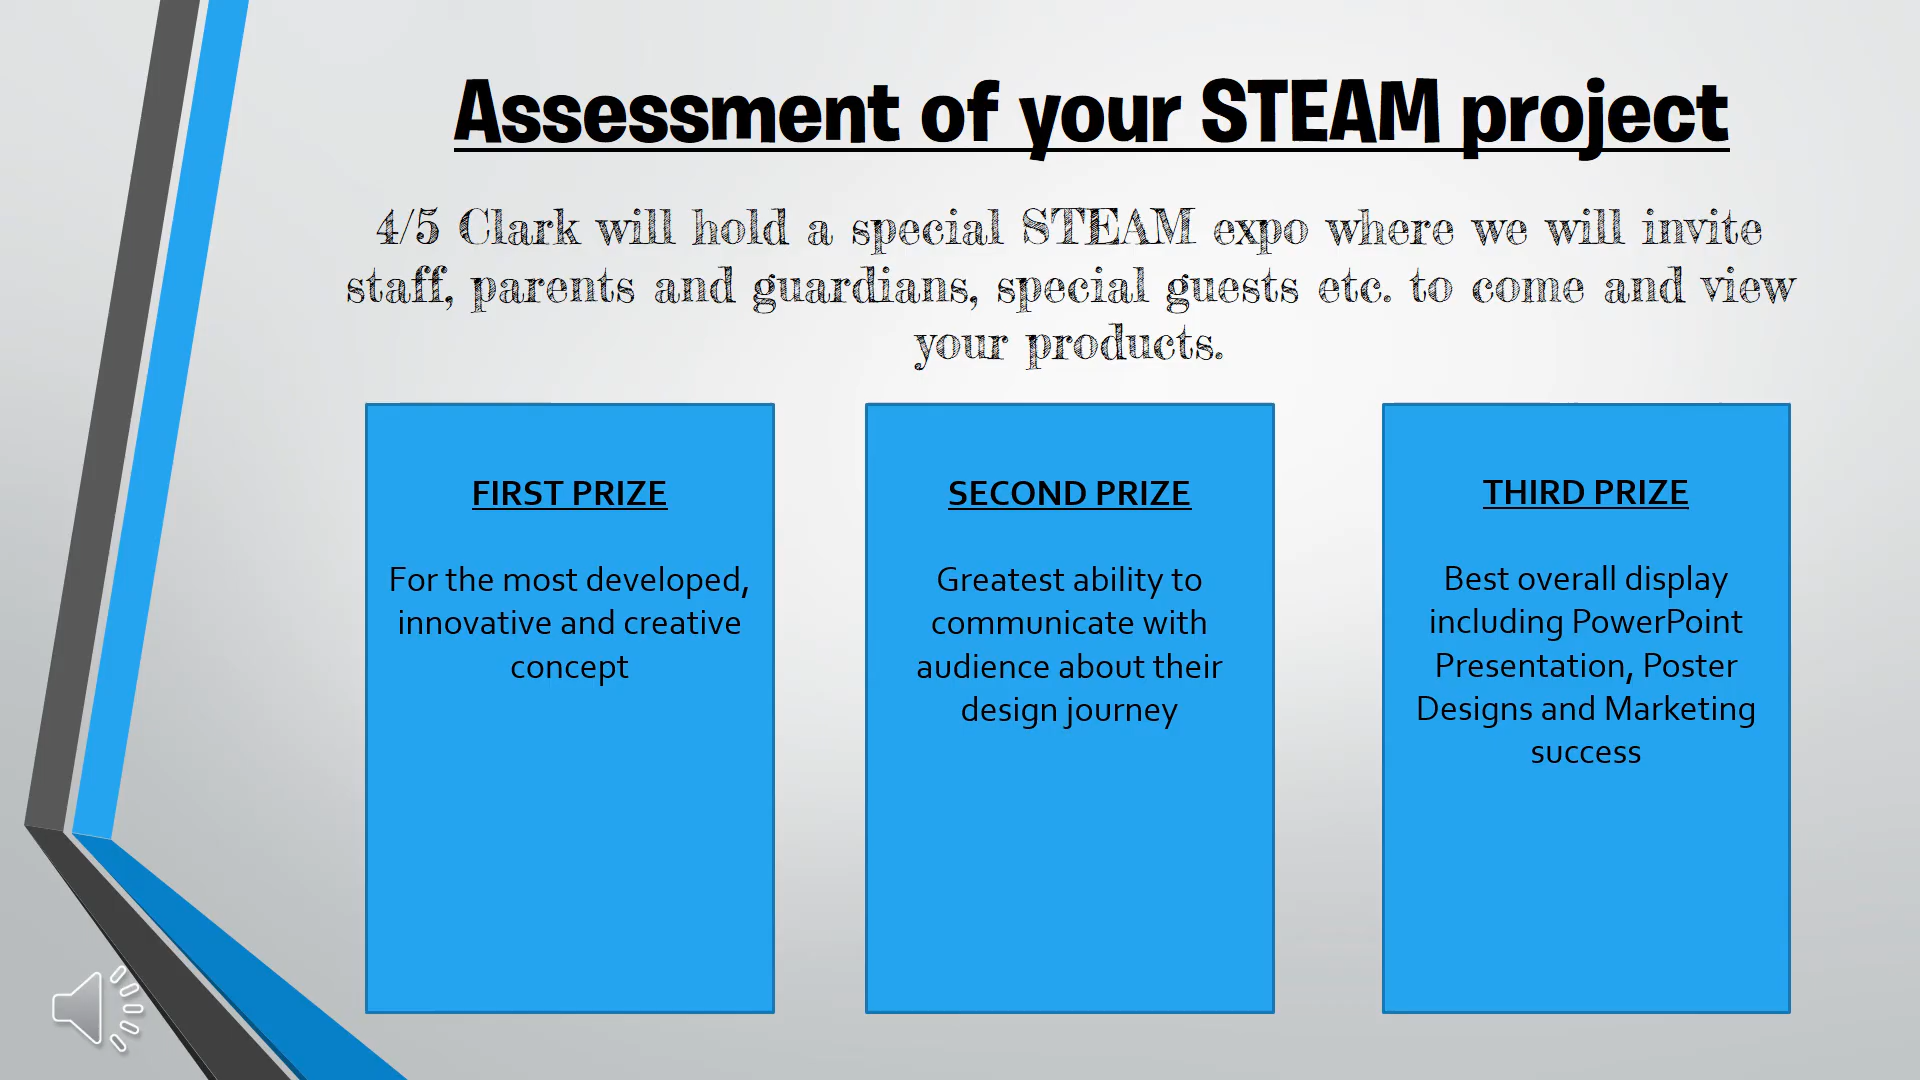 Assessment of your STEAM project
4/5 Clark will hold a special STEAM expo where we will invite
staff, parents and guardians, special guests etc. to come and view
your products.
FIRST PRIZE
For the most developed,
innovative and creative
concept
SECOND PRIZE
Greatest ability to
communicate with
audience about their
design journey
THIRD PRIZE
Best overall display
including PowerPoint
Presentation, Poster
Designs and Marketing
success